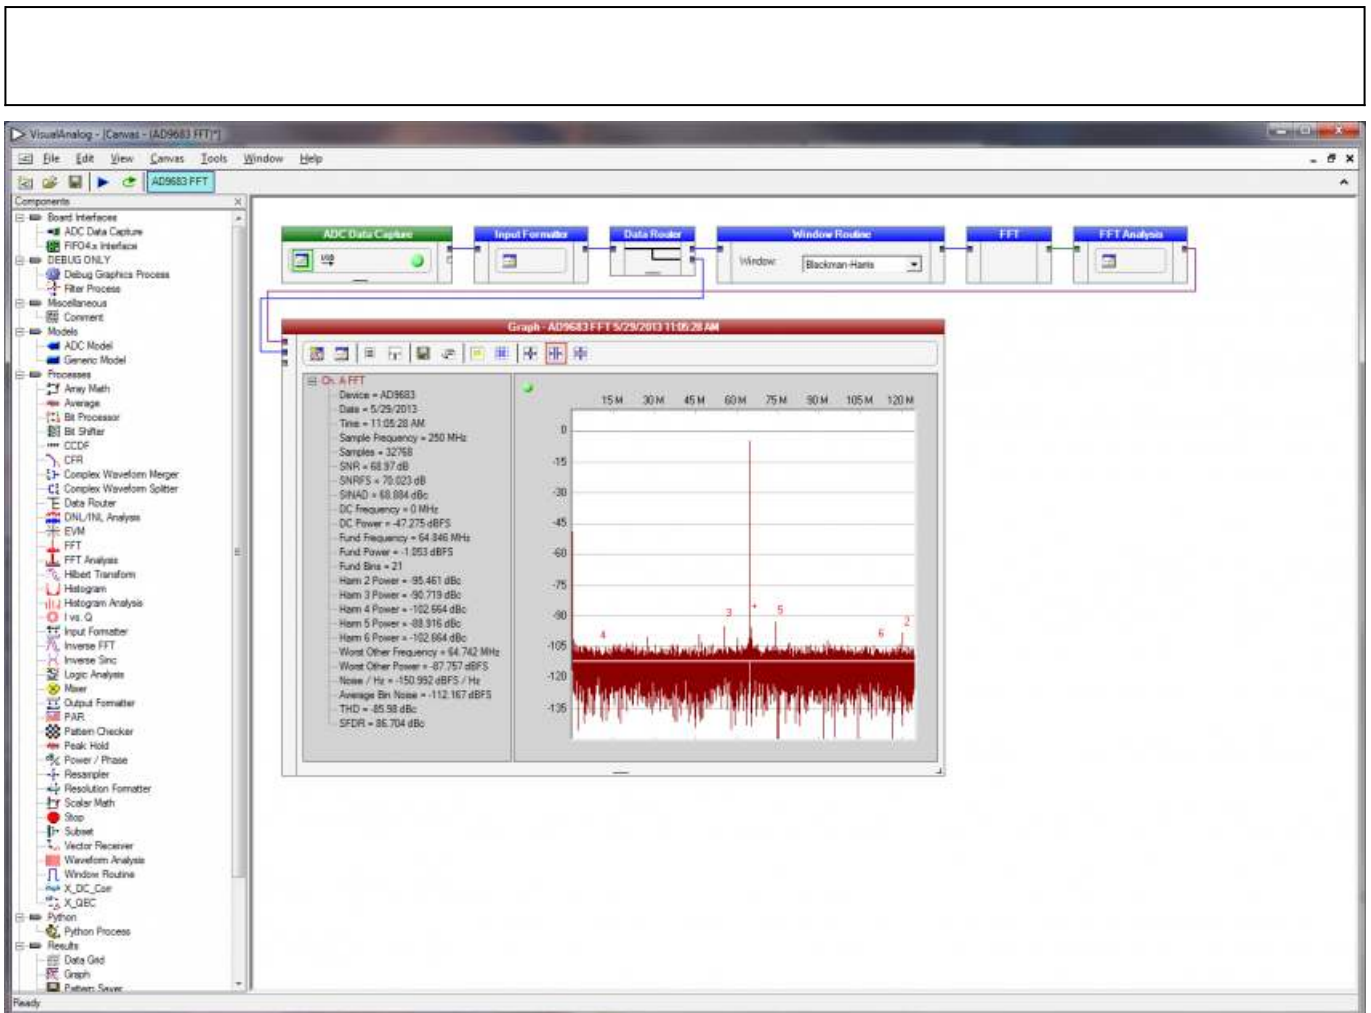 VisualAnalog - [Canvas - (AD9683 FFT)*]
File Edit View Canvas Tools Window Help
AD9683 FFT
Components
Board Interfaces
ADC Data Capture
FIFO4.x Interface
DEBUG ONLY
Debug Graphics Process
Filter Process
Miscellaneous
Comment
Models
ADC Model
Generic Model
Processes
Array Math
Average
Bit Processor
Bit Shifter
CCDF
CFR
Complex Waveform Merger
Complex Waveform Splitter
Data Router
DNL/INL Analysis
EVM
FFT
FFT Analysis
Hilbert Transform
Histogram
Histogram Analysis
I vs. Q
Input Formatter
Inverse FFT
Inverse Sinc
Logic Analysis
Mixer
Output Formatter
PAR
Pattern Checker
Peak Hold
Power / Phase
Resampler
Resolution Formatter
Scalar Math
Stop
Subset
Vector Receiver
Waveform Analysis
Window Routine
X_DC_Corr
X_QEC
Python
Python Process
Results
Data Grid
Graph
Pattern Saver
Ready
ADC Data Capture
USB
Input Formatter
Data Router
Window Routine
Window:
Blackman-Harris
FFT
FFT Analysis
Graph - AD9683 FFT 5/29/2013 11:05:28 AM
Ch. A FFT
Device = AD9683
Date = 5/29/2013
Time = 11:05:28 AM
Sample Frequency = 250 MHz
Samples = 32768
SNR = 68.97 dB
SNRFS = 70.023 dB
SINAD = 68.884 dBc
DC Frequency = 0 MHz
DC Power = -47.275 dBFS
Fund Frequency = 64.846 MHz
Fund Power = -1.053 dBFS
Fund Bins = 21
Harm 2 Power = -95.461 dBc
Harm 3 Power = -90.719 dBc
Harm 4 Power = -102.664 dBc
Harm 5 Power = -88.916 dBc
Harm 6 Power = -102.664 dBc
Worst Other Frequency = 64.742 MHz
Worst Other Power = -87.757 dBFS
Noise / Hz = -150.992 dBFS / Hz
Average Bin Noise = -112.167 dBFS
THD = -85.98 dBc
SFDR = 86.704 dBc
15 M 30 M 45 M 60 M 75 M 90 M 105 M 120 M
0
-15
-30
-45
-60
-75
-90
-105
-120
-135
3 + 5 2
4 6